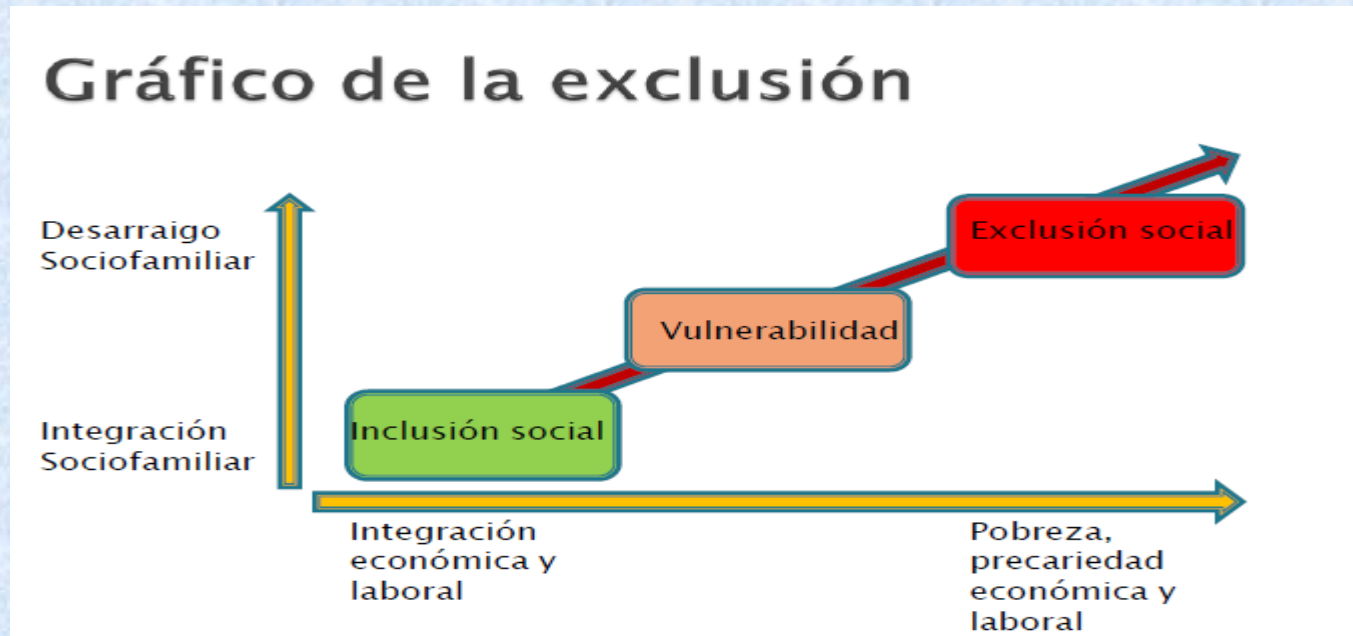 Gráfico de la exclusión
Desarraigo
Sociofamiliar
Exclusión social
Vulnerabilidad
Integración
Sociofamiliar
Inclusión social
Integración
económica y
laboral
Pobreza,
precariedad
económica y
laboral